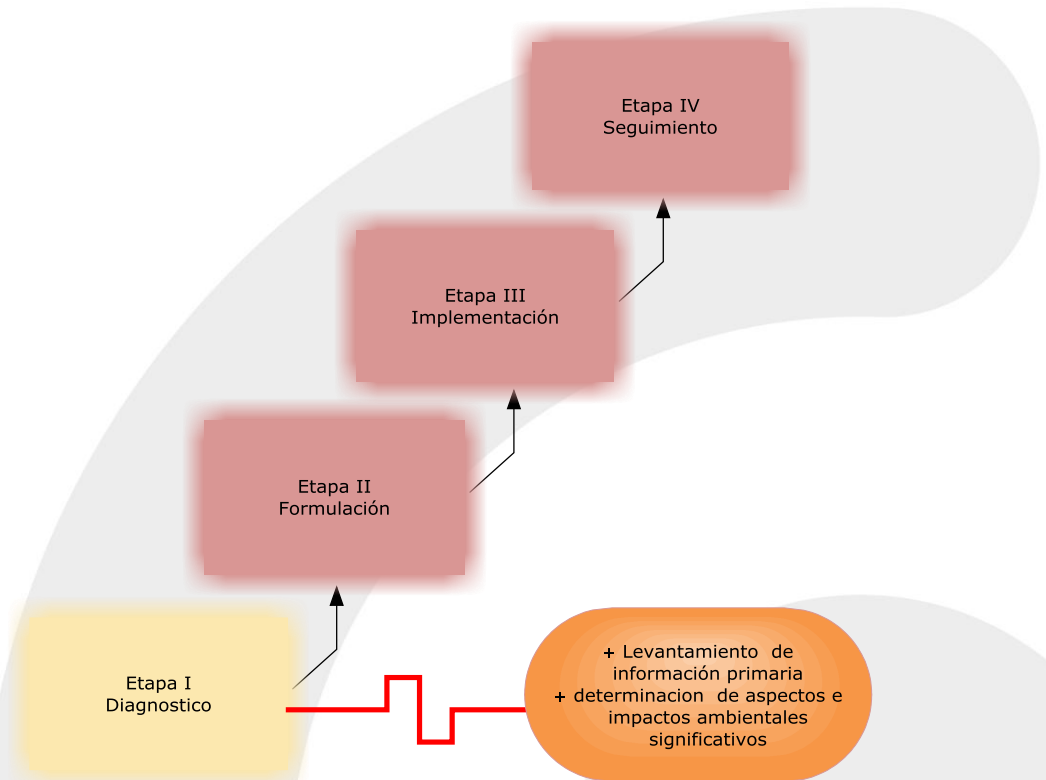 Etapa IV
Seguimiento
Etapa III
Implementación
Etapa II
Formulación
Etapa I
Diagnostico
+ Levantamiento de
información primaria
+ determinacion de aspectos e
impactos ambientales
significativos